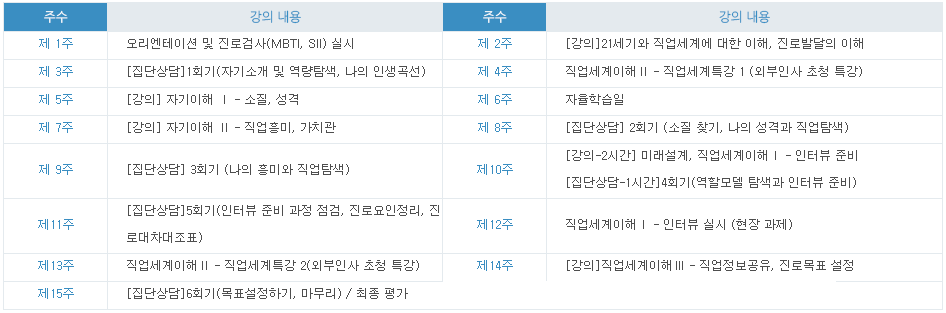 주수 강의 내용 주수 강의 내용
제 1주 오리엔테이션 및 진로검사(MBTI, SII) 실시 제 2주 [강의]21세기와 직업세계에 대한 이해, 진로발달의 이해
제 3주 [집단상담]1회기(자기소개 및 역량탐색, 나의 인생곡선) 제 4주 직업세계이해Ⅱ - 직업세계특강 1 (외부인사 초청 특강)
제 5주 [강의] 자기이해 Ⅰ - 소질, 성격 제 6주 자율학습일
제 7주 [강의] 자기이해 Ⅱ - 직업흥미, 가치관 제 8주 [집단상담] 2회기 (소질 찾기, 나의 성격과 직업탐색)
제 9주 [집단상담] 3회기 (나의 흥미와 직업탐색) 제10주 [강의-2시간] 미래설계, 직업세계이해Ⅰ - 인터뷰 준비
[집단상담-1시간]4회기(역할모델 탐색과 인터뷰 준비)
제11주 [집단상담]5회기(인터뷰 준비 과정 점검, 진로요인정리, 진
로대차대조표) 제12주 직업세계이해Ⅰ - 인터뷰 실시 (현장 과제)
제13주 직업세계이해Ⅱ - 직업세계특강 2(외부인사 초청 특강) 제14주 [강의]직업세계이해Ⅲ - 직업정보공유, 진로목표 설정
제15주 [집단상담]6회기(목표설정하기, 마무리) / 최종 평가